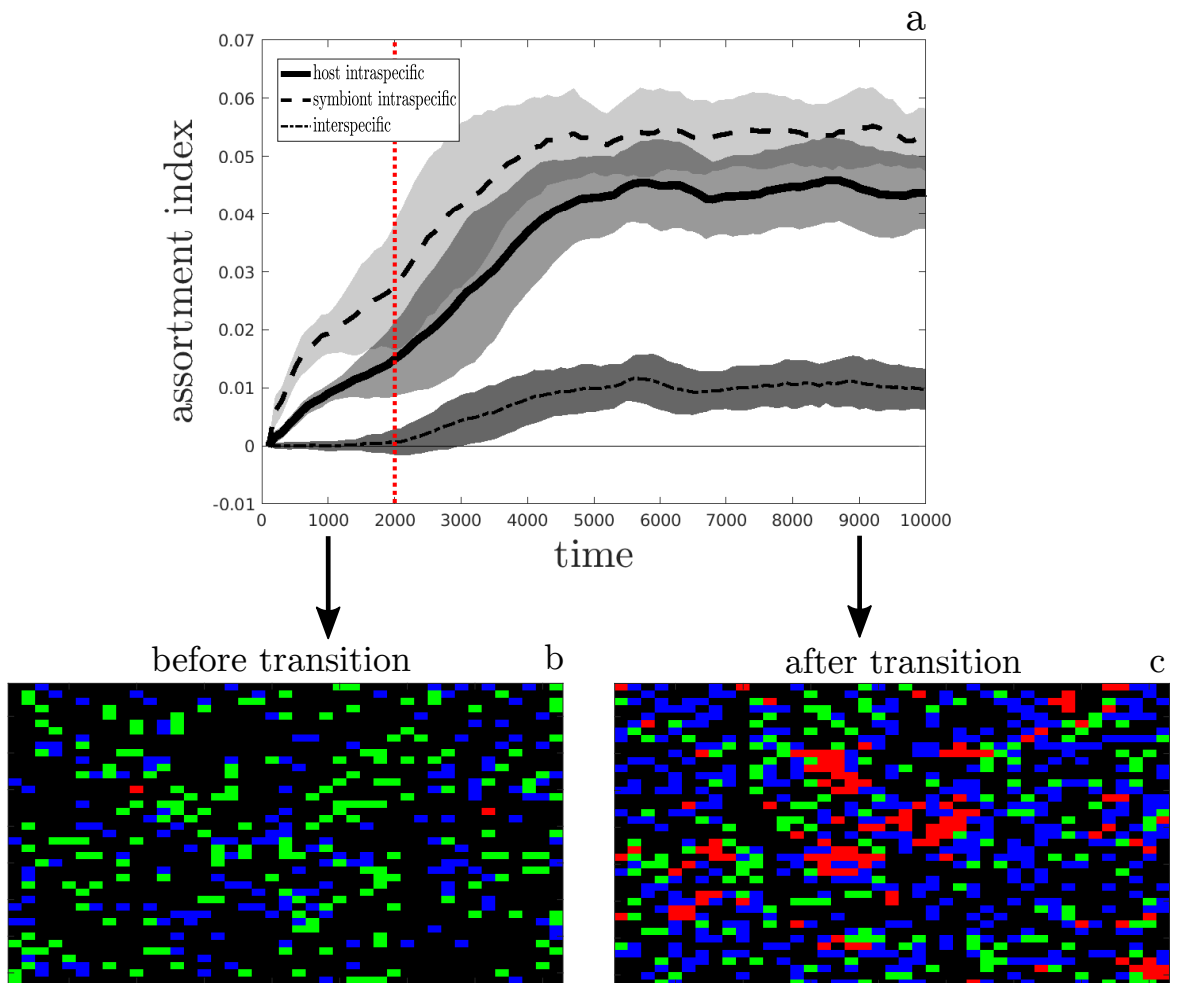 a
0.07
0.06
0.05
0.04
0.03
0.02
0.01
0
-0.01
assortment index
host intraspecific
symbiont intraspecific
interspecific
0 1000 2000 3000 4000 5000 6000 7000 8000 9000 10000
time
before transition b
after transition c